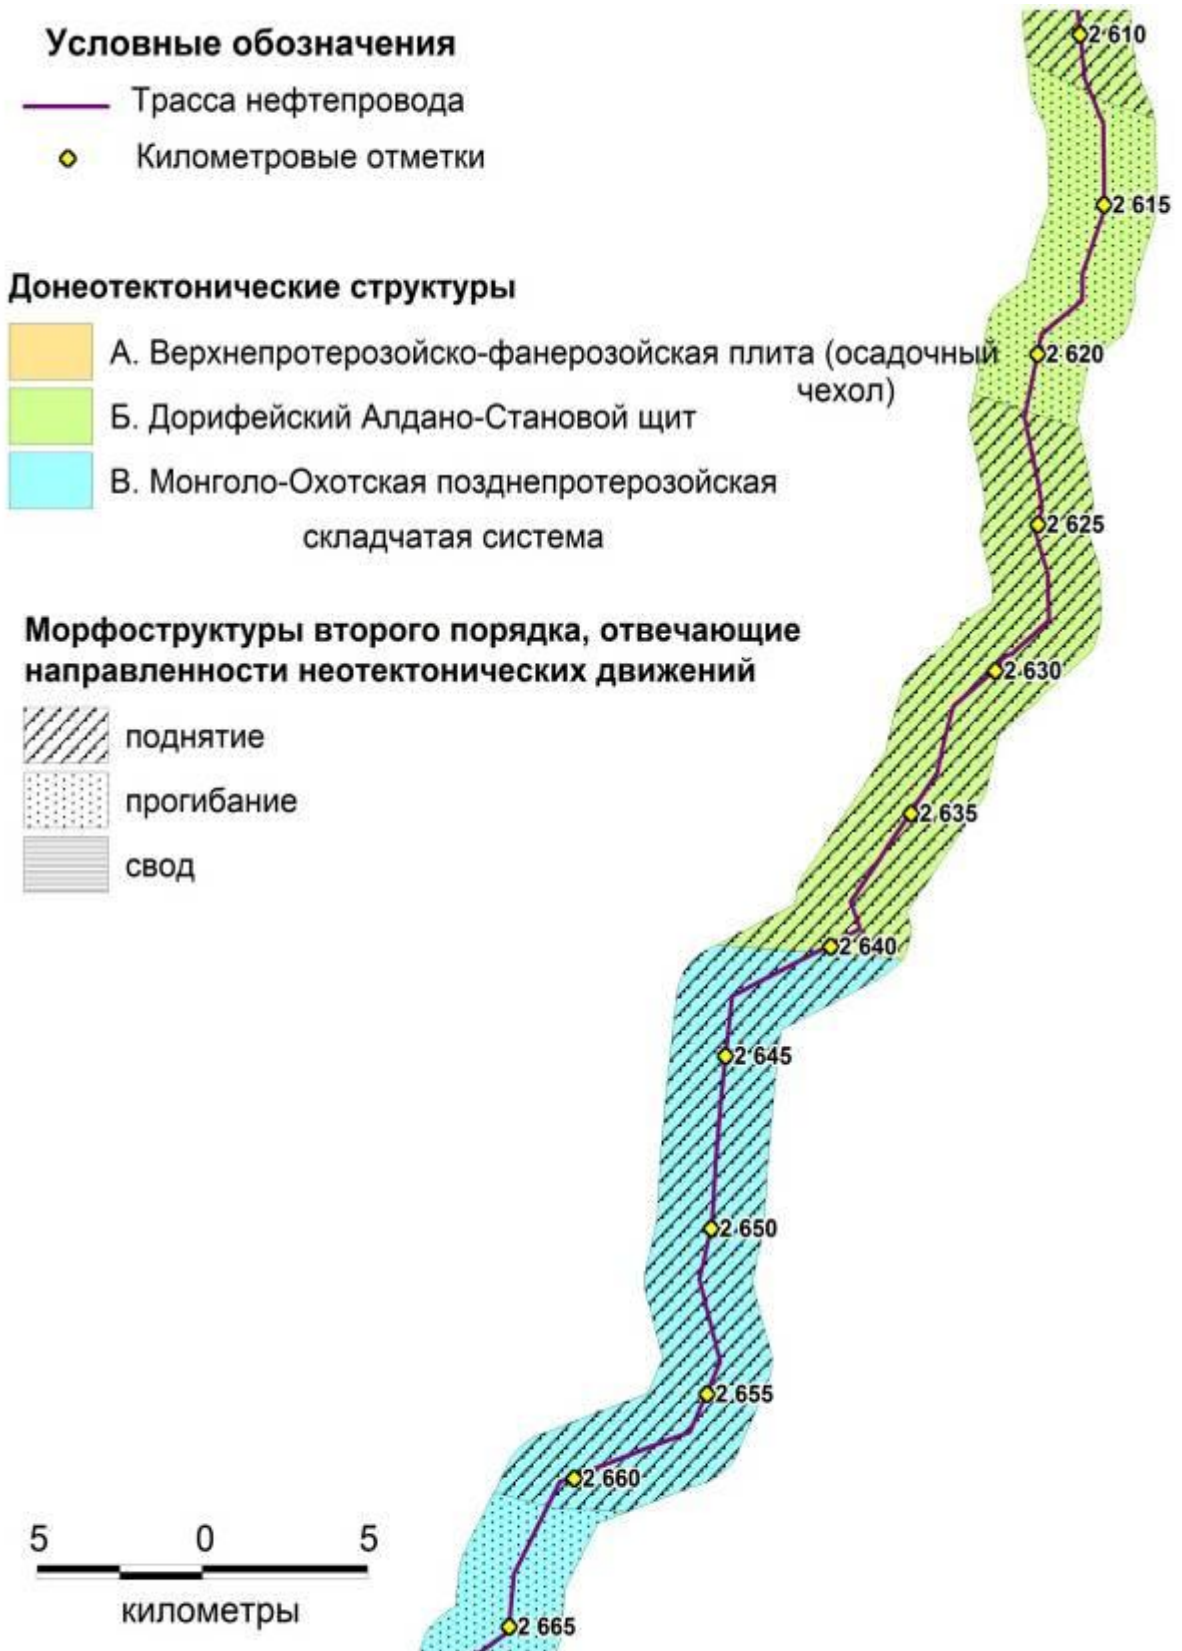 Условные обозначения
Трасса нефтепровода
Километровые отметки
Донеотектонические структуры
А. Верхнепротерозойско-фанерозойская плита (осадочный
чехол)
Б. Дорифейский Алдано-Становой щит
В. Монголо-Охотская позднепротерозойская
складчатая система
Морфоструктуры второго порядка, отвечающие
направленности неотектонических движений
поднятие
прогибание
свод
2 610
2 615
2 620
2 625
2 630
2 635
2 640
2 645
2 650
2 655
2 660
2 665
5 0 5
километры